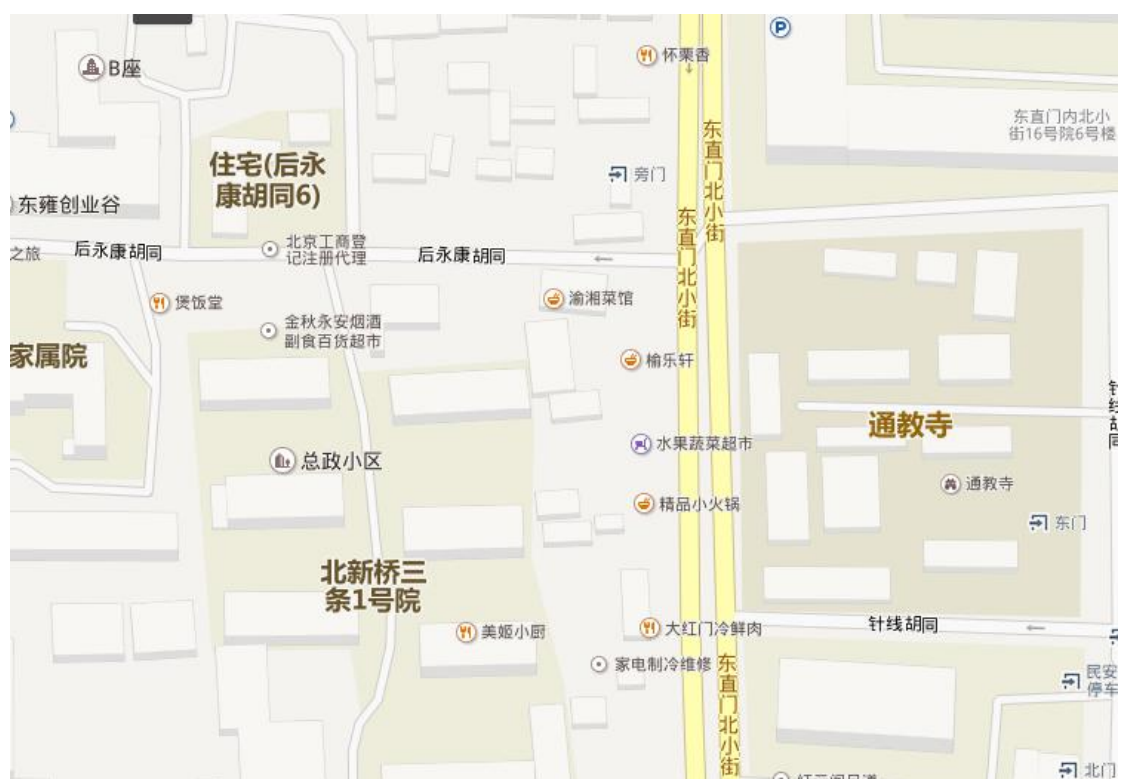 B座
怀栗香
东直门内北小
街16号院6号楼
东直门北小街
住宅(后永
康胡同6)
旁门
东雍创业谷
东直门北小街
之旅
后永康胡同
北京工商登
记注册代理
后永康胡同
煲饭堂
渝湘菜馆
金秋永安烟酒
副食百货超市
家属院
榆乐轩
针线胡同
通教寺
水果蔬菜超市
总政小区
通教寺
精品小火锅
东门
北新桥三
条1号院
美姬小厨
大红门冷鲜肉
针线胡同
家电制冷维修
东直门北小街
民安
停车
北门